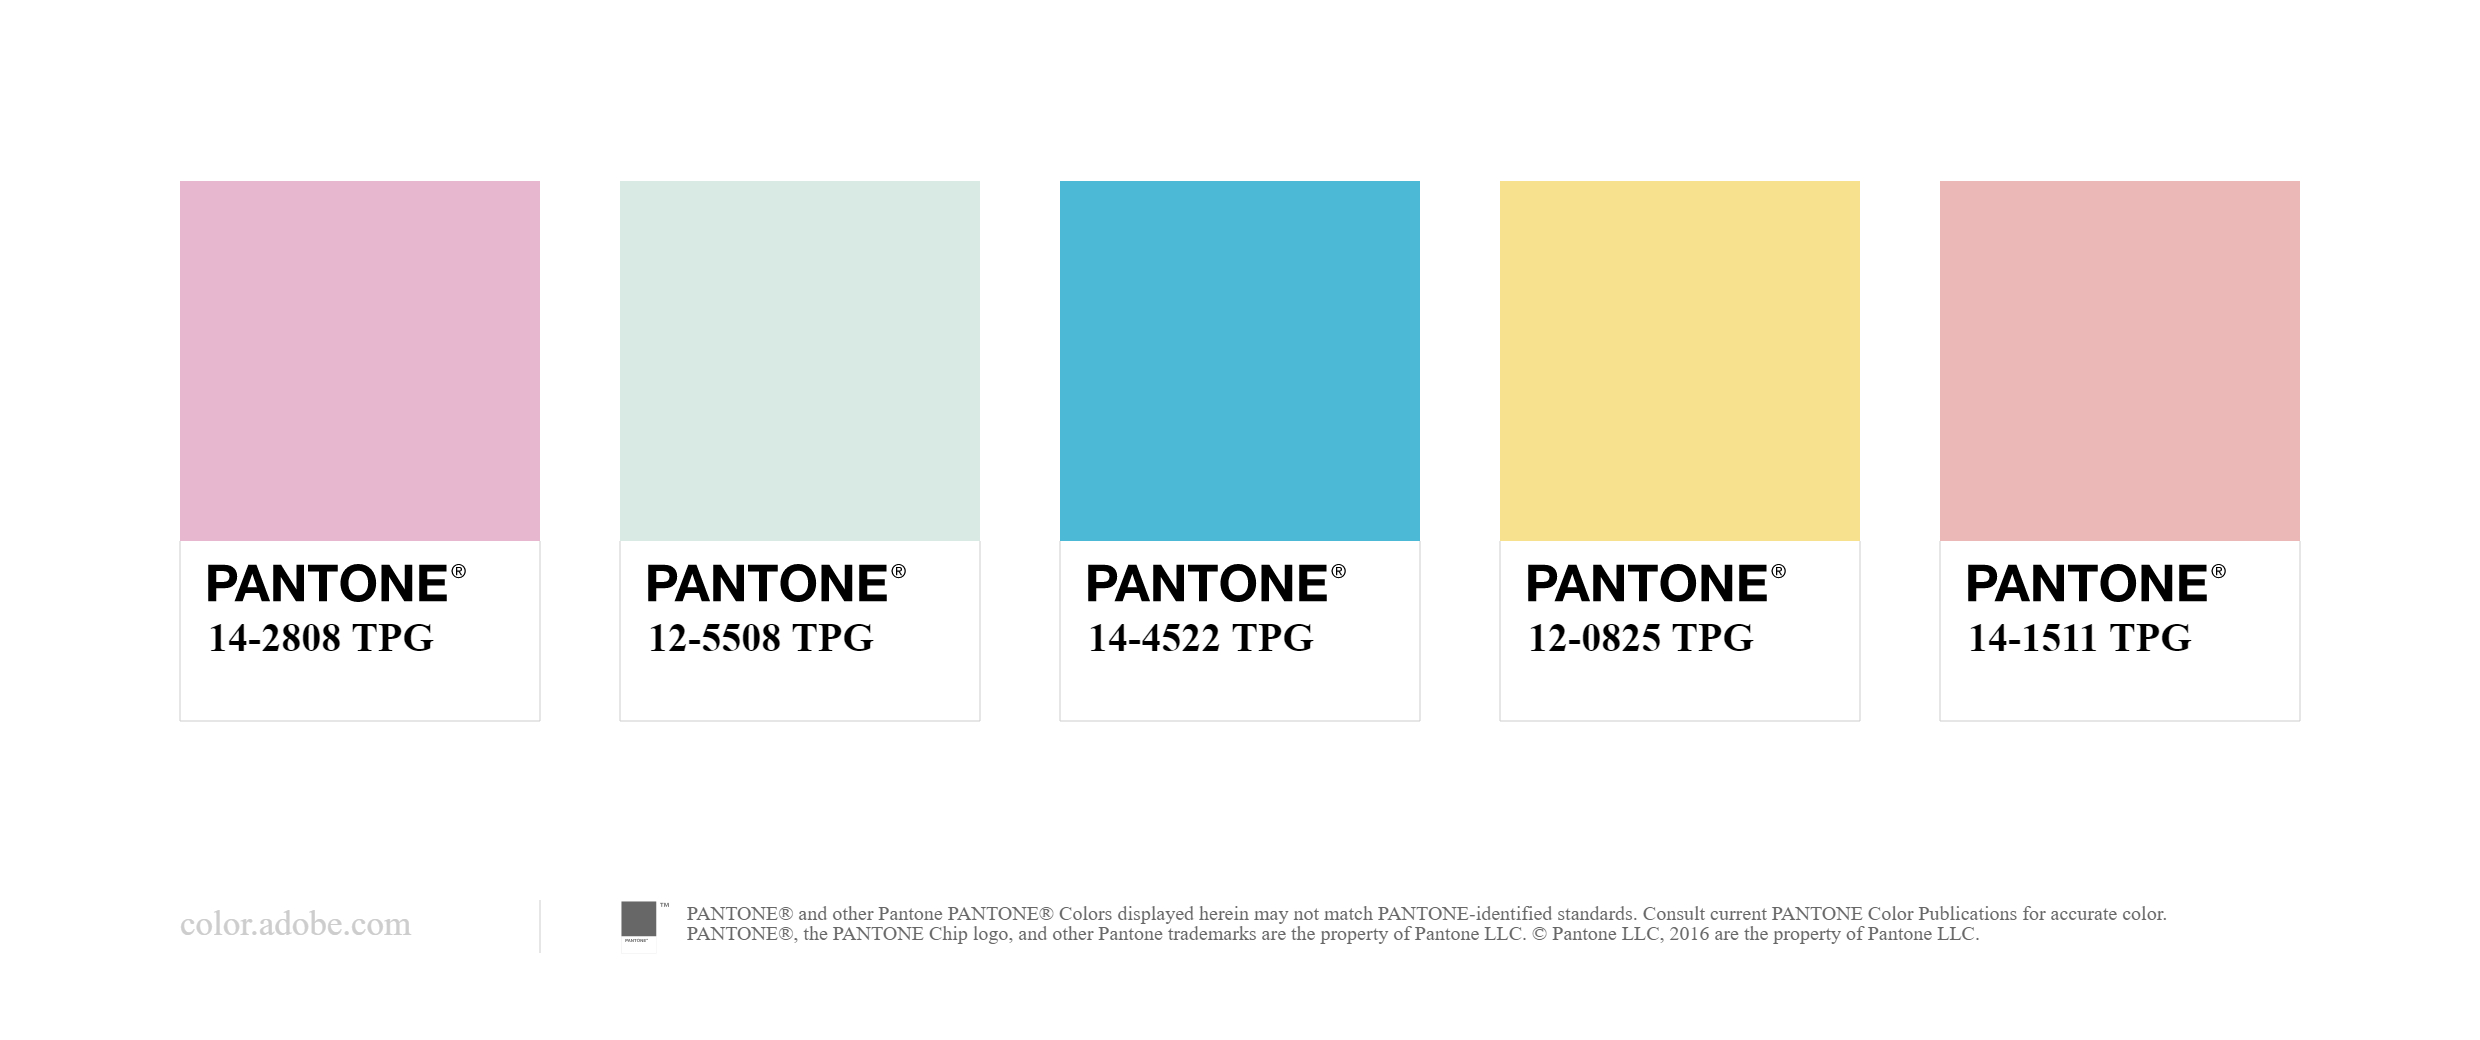 PANTONE®
14-2808 TPG
PANTONE®
12-5508 TPG
PANTONE®
14-4522 TPG
PANTONE®
12-0825 TPG
PANTONE®
14-1511 TPG
color.adobe.com
PANTONE®
™
PANTONE® and other Pantone PANTONE® Colors displayed herein may not match PANTONE-identified standards. Consult current PANTONE Color Publications for accurate color.
PANTONE®, the PANTONE Chip logo, and other Pantone trademarks are the property of Pantone LLC. © Pantone LLC, 2016 are the property of Pantone LLC.